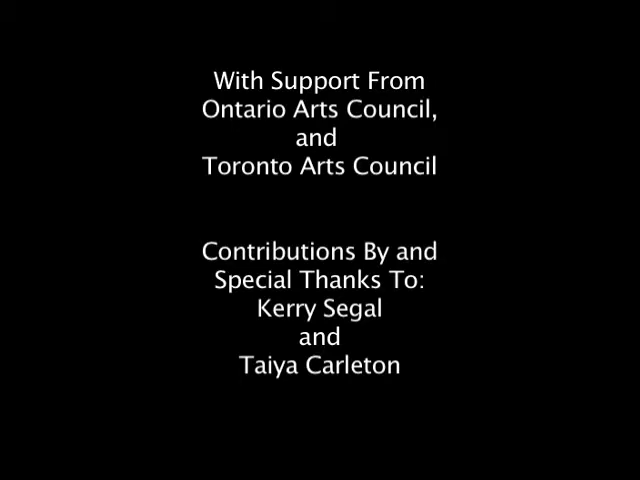 With Support From
Ontario Arts Council,
and
Toronto Arts Council
Contributions By and
Special Thanks To:
Kerry Segal
and
Taiya Carleton